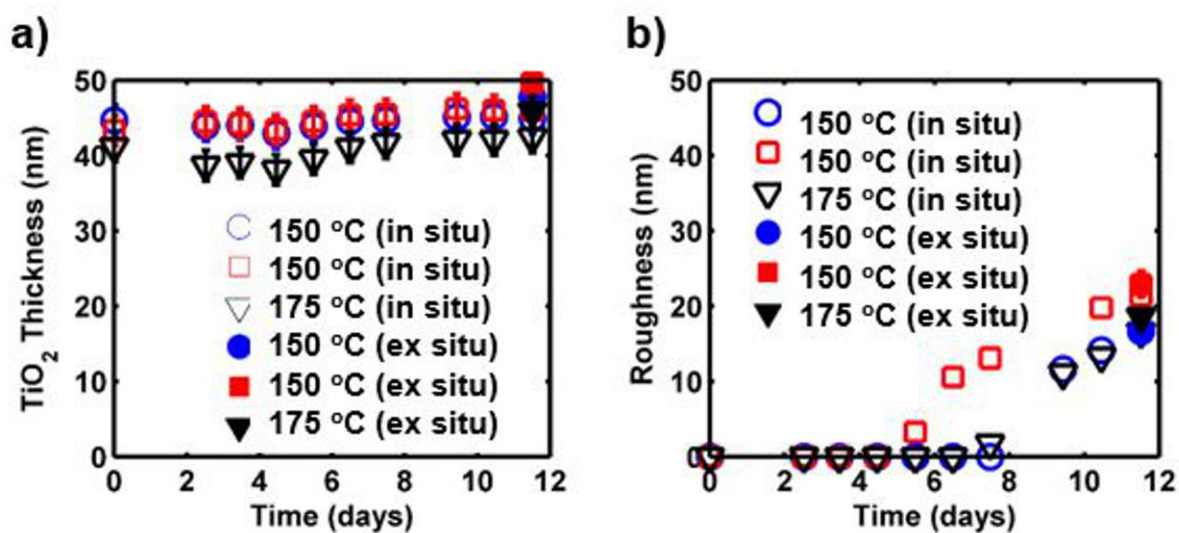 a)
TiO2 Thickness (nm)
50
40
30
20
10
0
150 °C (in situ)
150 °C (in situ)
175 °C (in situ)
150 °C (ex situ)
150 °C (ex situ)
175 °C (ex situ)
0 2 4 6 8 10 12
Time (days)
b)
Roughness (nm)
50
40
30
20
10
0
150 °C (in situ)
150 °C (in situ)
175 °C (in situ)
150 °C (ex situ)
150 °C (ex situ)
175 °C (ex situ)
0 2 4 6 8 10 12
Time (days)